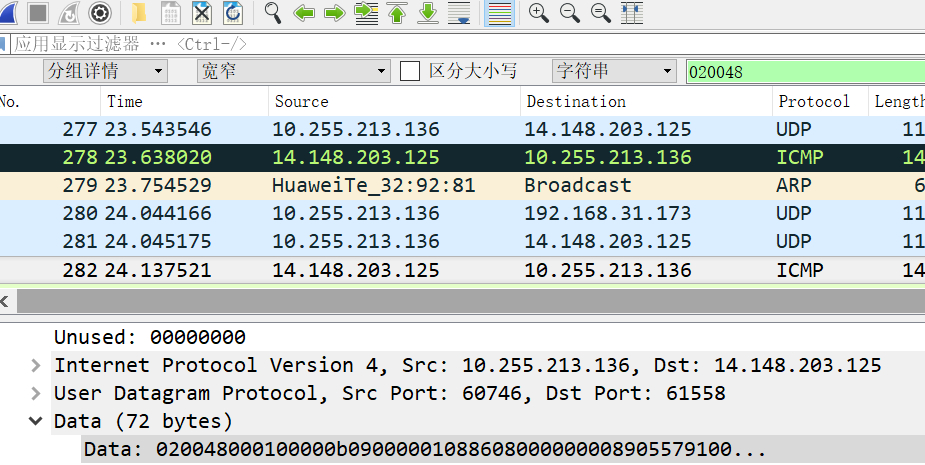 应用显示过滤器 … <Ctrl-/>
分组详情 宽窄 区分大小写 字符串 020048
No. Time Source Destination Protocol Length
277 23.543546 10.255.213.136 14.148.203.125 UDP 11
278 23.638020 14.148.203.125 10.255.213.136 ICMP 14
279 23.754529 HuaweiTe_32:92:81 Broadcast ARP 6
280 24.044166 10.255.213.136 192.168.31.173 UDP 11
281 24.045175 10.255.213.136 14.148.203.125 UDP 11
282 24.137521 14.148.203.125 10.255.213.136 ICMP 14
Unused: 00000000
Internet Protocol Version 4, Src: 10.255.213.136, Dst: 14.148.203.125
User Datagram Protocol, Src Port: 60746, Dst Port: 61558
Data (72 bytes)
Data: 020048000100000b090000010886080000000008905579100...